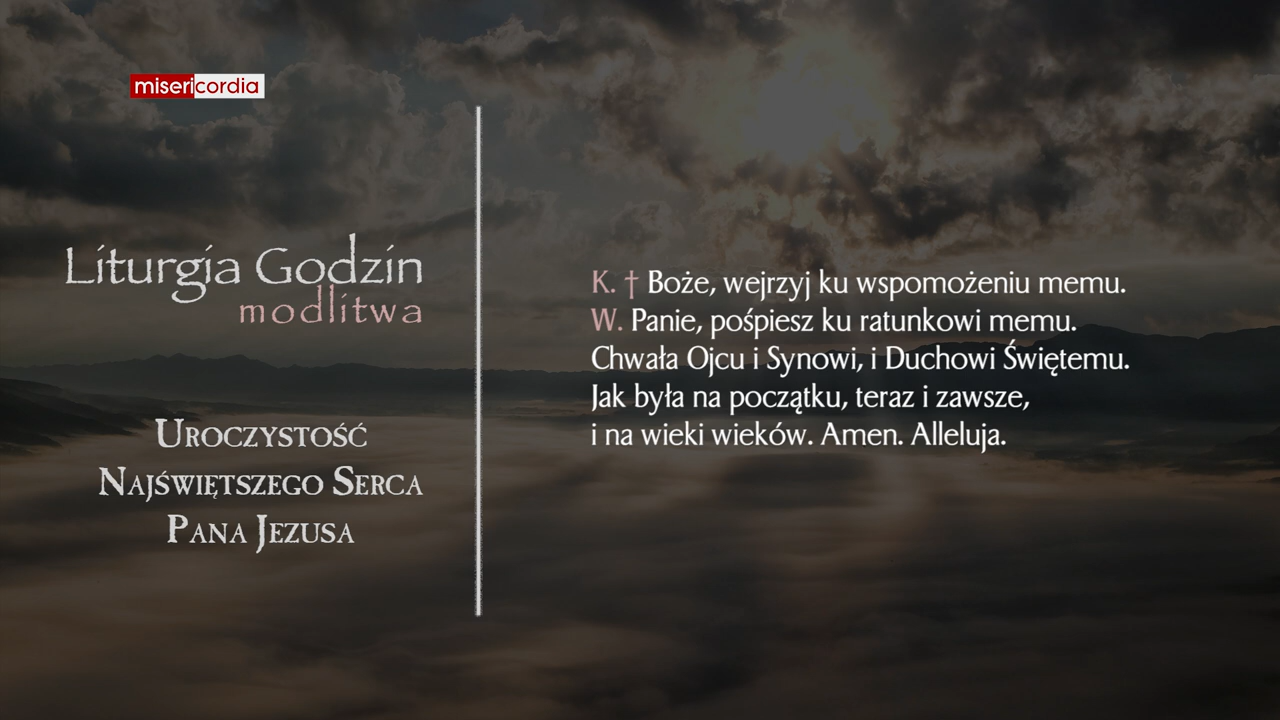 misericordia
Liturgia Godzin
modlitwa
Uroczystość
Najświętszego Serca
Pana Jezusa
K. † Boże, wejrzyj ku wspomożeniu memu.
W. Panie, pośpiesz ku ratunkowi memu.
Chwała Ojcu i Synowi, i Duchowi Świętemu.
Jak była na początku, teraz i zawsze,
i na wieki wieków. Amen. Alleluja.